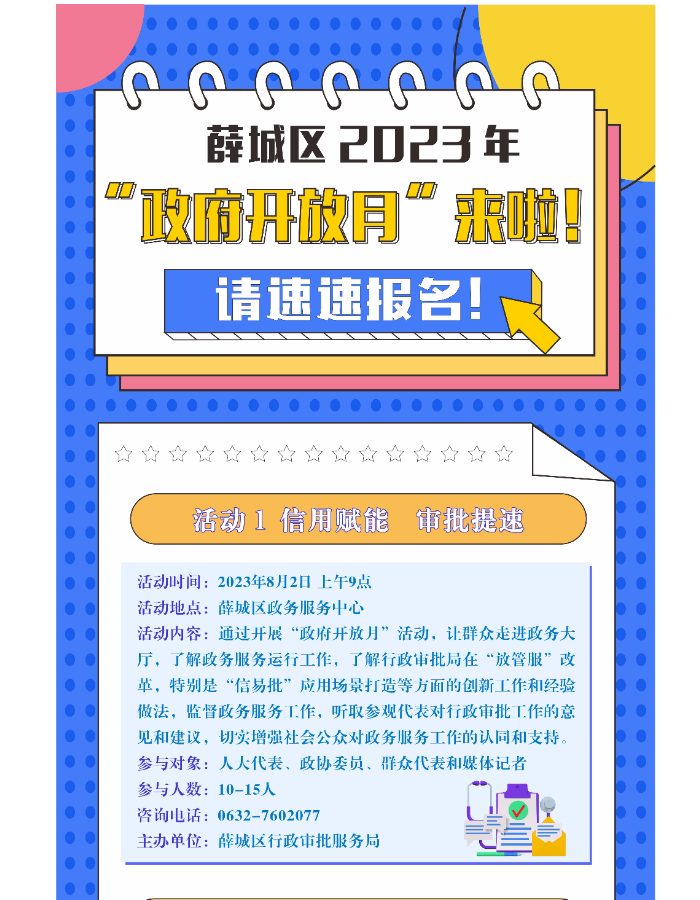 薛城区 2023 年
“政府开放月”来啦！
请速速报名！
活动 1 信用赋能 审批提速
活动时间：2023年8月2日 上午9点
活动地点：薛城区政务服务中心
活动内容：通过开展“政府开放月”活动，让群众走进政务大
厅，了解政务服务运行工作，了解行政审批局在“放管服”改
革，特别是“信易批”应用场景打造等方面的创新工作和经验
做法，监督政务服务工作，听取参观代表对行政审批工作的意
见和建议，切实增强社会公众对政务服务工作的认同和支持。
参与对象：人大代表、政协委员、群众代表和媒体记者
参与人数：10-15人
咨询电话：0632-7602077
主办单位：薛城区行政审批服务局